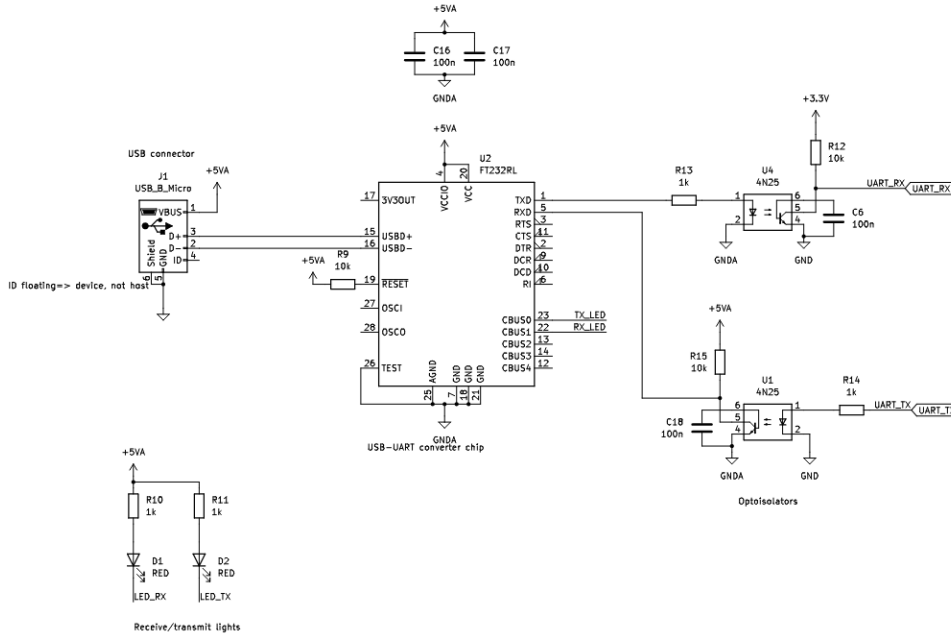 +5VA
C16
100n
C17
100n
GNDA
USB connector
J1
USB_B_Micro
+5VA
VBUS 1
D+ 3
D- 2
ID 4
Shield
GND
6
5
ID floating=> device, not host
+5VA
R9
10k
+5VA
U2
FT232RL
4
20
VCCIO
VCC
17 3V3OUT
15 USBD+
16 USBD-
19 RESET
27 OSCI
28 OSCO
26 TEST
TXD 1
RXD 5
RTS 3
CTS 11
DTR 2
DCR 9
DCD 10
RI 6
CBUS0 23 TX_LED
CBUS1 22 RX_LED
CBUS2 13
CBUS3 14
CBUS4 12
AGND
GND
GND
GND
25
7
18
21
GNDA
USB-UART converter chip
R13
1k
U4
4N25
1
2
6
5
4
GNDA
GND
+3.3V
R12
10k
UART_RX
UART_RX
C6
100n
+5VA
R15
10k
U1
4N25
6
5
4
1
2
C18
100n
GNDA
GND
R14
1k
UART_TX
UART_T
Optoisolators
+5VA
R10
1k
R11
1k
D1
RED
D2
RED
LED_RX
LED_TX
Receive/transmit lights